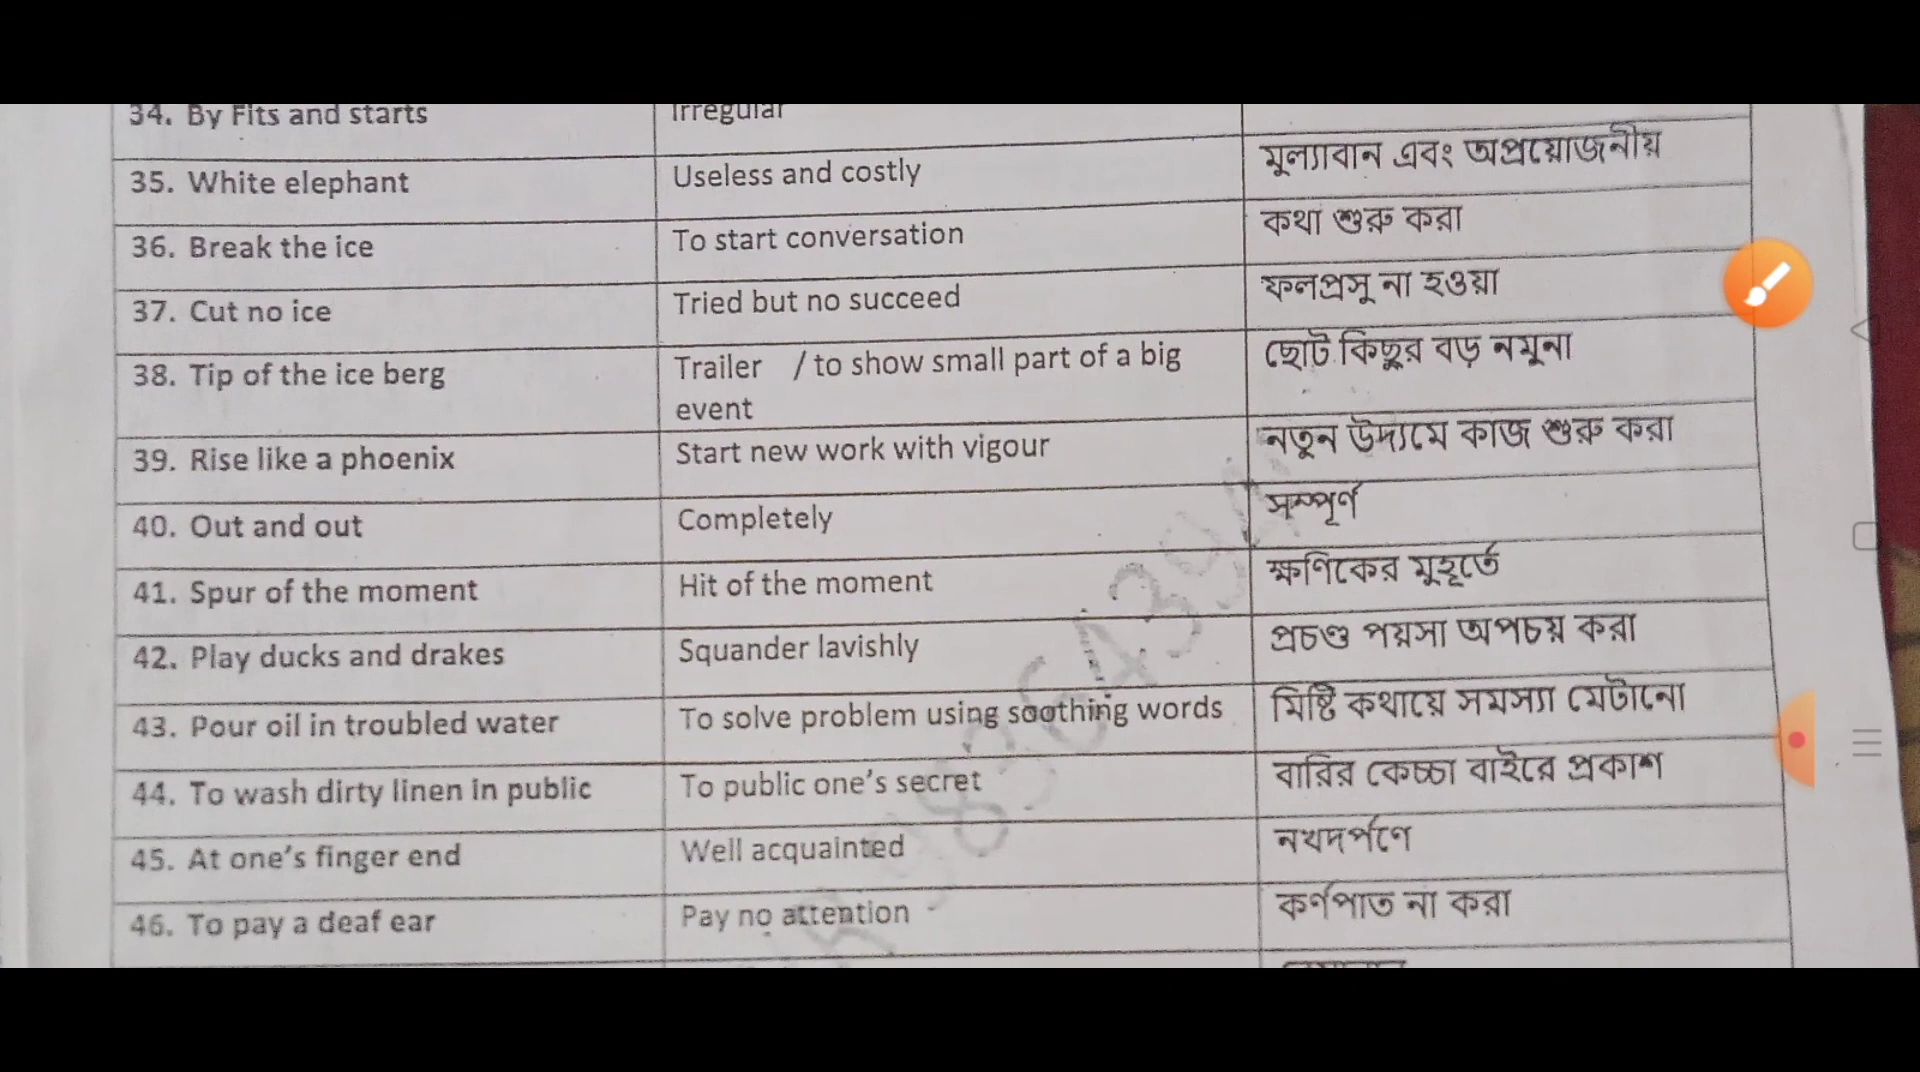 34. By Fits and starts Irregular
35. White elephant Useless and costly মূল্যাবান এবং অপ্রয়োজনীয়
36. Break the ice To start conversation কথা শুরু করা
37. Cut no ice Tried but no succeed ফলপ্রসূ না হওয়া
38. Tip of the ice berg Trailer / to show small part of a big ছোট কিছুর বড় নমুনা
event
39. Rise like a phoenix Start new work with vigour নতুন উদ্যমে কাজ শুরু করা
40. Out and out Completely সম্পূর্ণ
41. Spur of the moment Hit of the moment ক্ষণিকের মুহূর্তে
42. Play ducks and drakes Squander lavishly প্রচণ্ড পয়সা অপচয় করা
43. Pour oil in troubled water To solve problem using soothing words মিষ্টি কথায়ে সমস্যা মেটানো
44. To wash dirty linen in public To public one's secret বারির কেচ্চা বাইরে প্রকাশ
45. At one's finger end Well acquainted নখদর্পণে
46. To pay a deaf ear Pay no attention কর্ণপাত না করা